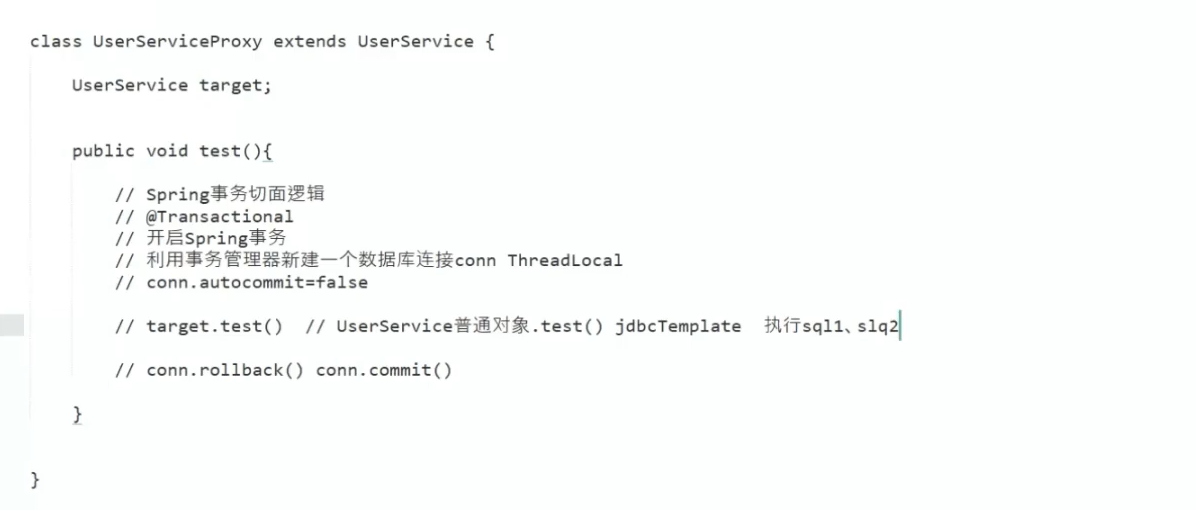 class UserServiceProxy extends UserService {
UserService target;
public void test(){
// Spring事务切面逻辑
// @Transactional
// 开启Spring事务
// 利用事务管理器新建一个数据库连接conn ThreadLocal
// conn.autocommit=false
// target.test()  // UserService普通对象.test() jdbcTemplate  执行sql1、slq2
// conn.rollback() conn.commit()
}
}